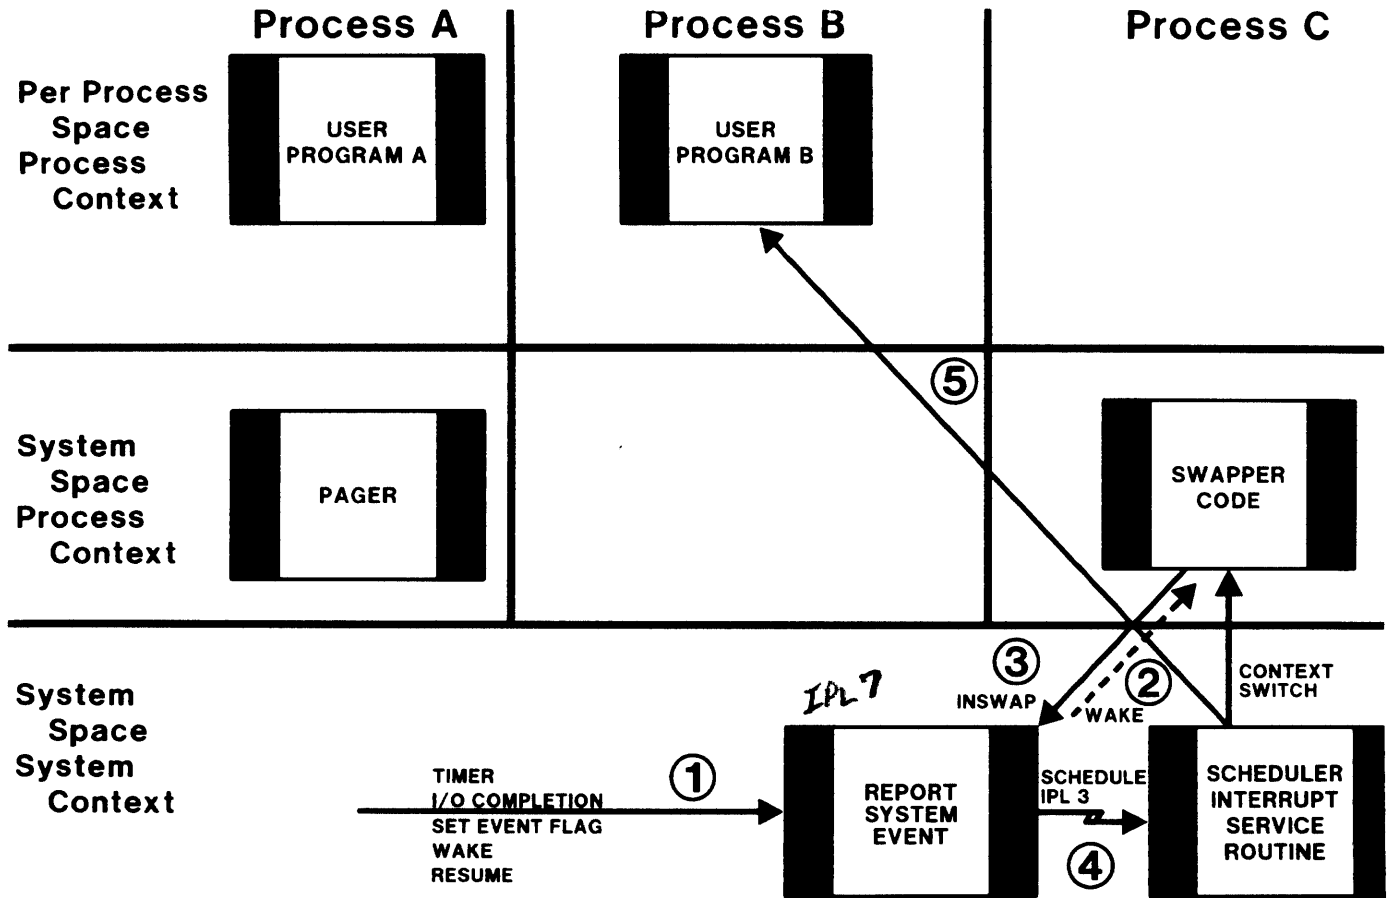 Process A
Process B
Process C
Per Process
Space
Process
Context
USER
PROGRAM A
USER
PROGRAM B
System
Space
Process
Context
PAGER
5
SWAPPER
CODE
System
Space
System
Context
IPL 7
3
INSWAP
2
WAKE
CONTEXT
SWITCH
1
TIMER
I/O COMPLETION
SET EVENT FLAG
WAKE
RESUME
REPORT
SYSTEM
EVENT
SCHEDULE
IPL 3
4
SCHEDULER
INTERRUPT
SERVICE
ROUTINE